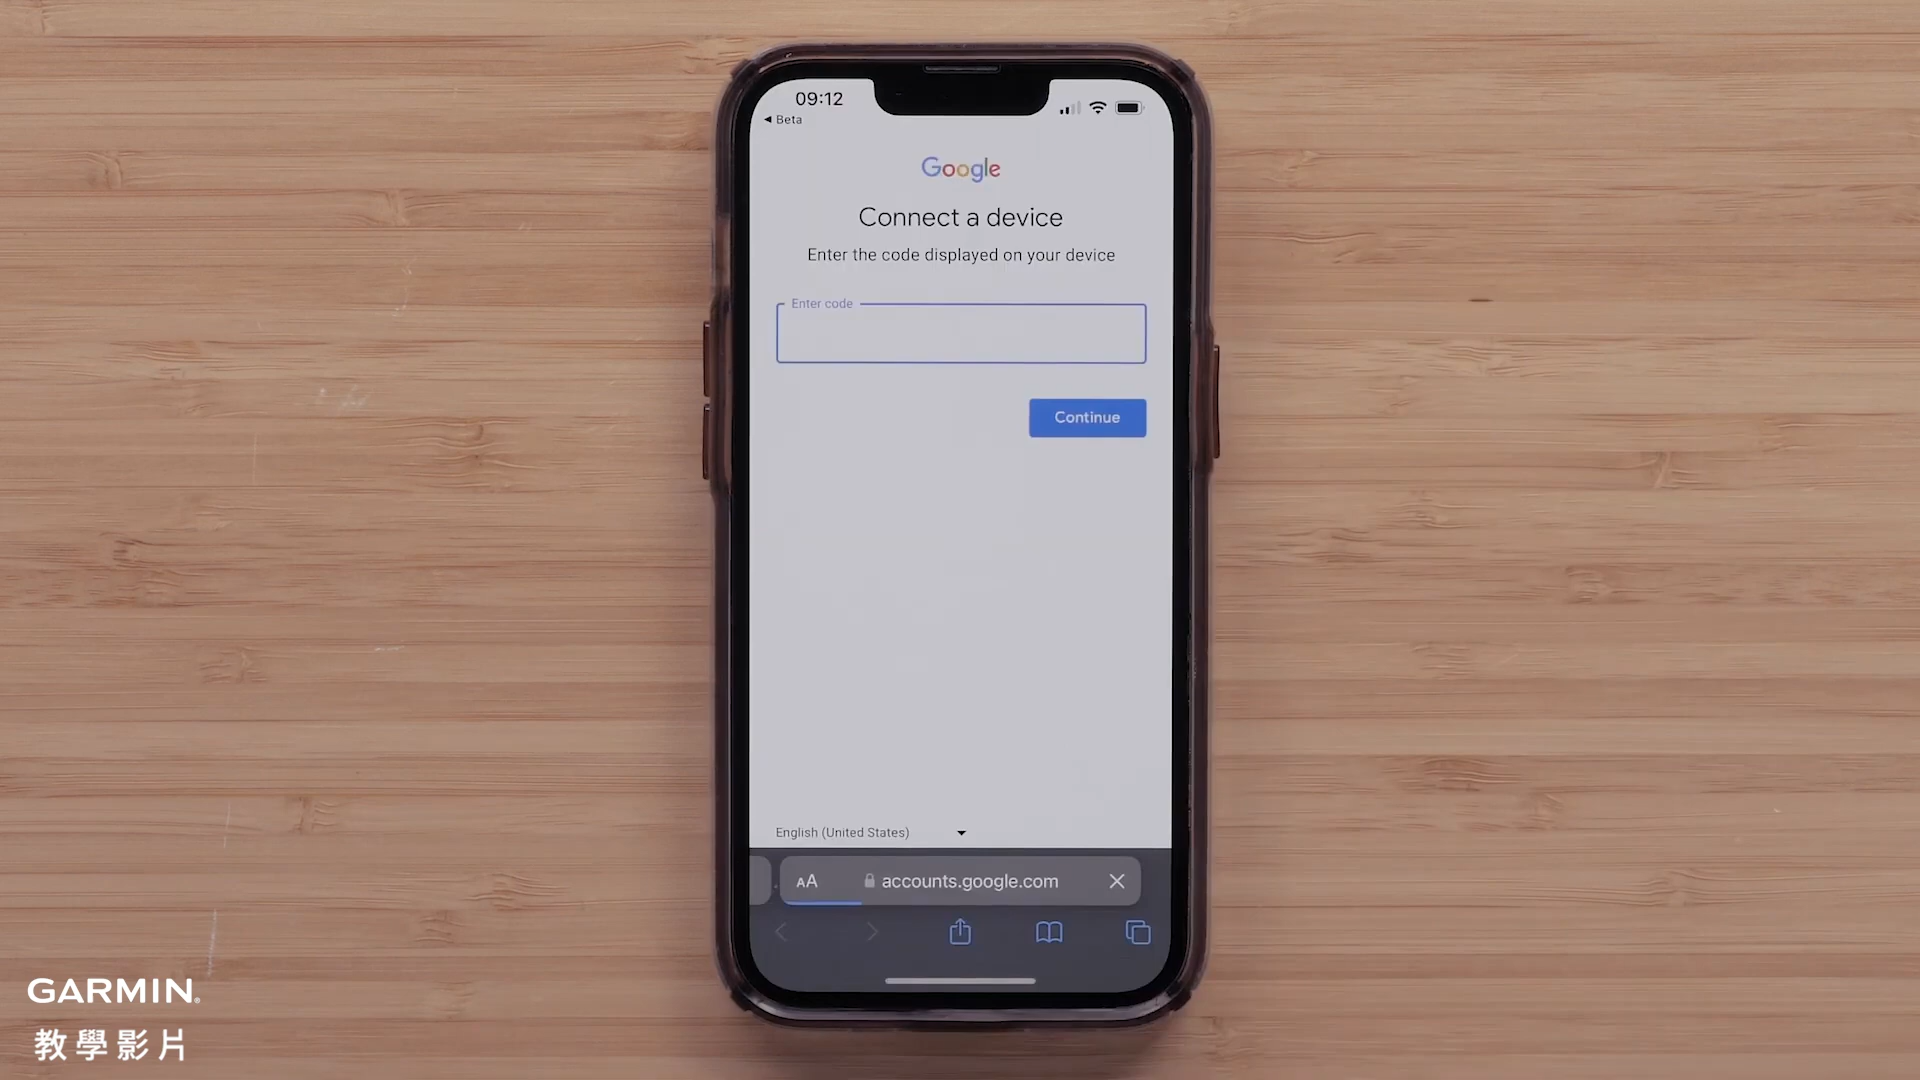 09:12
Beta
Google
Connect a device
Enter the code displayed on your device
Enter code
Continue
English (United States)
AA
accounts.google.com
GARMIN
教學影片